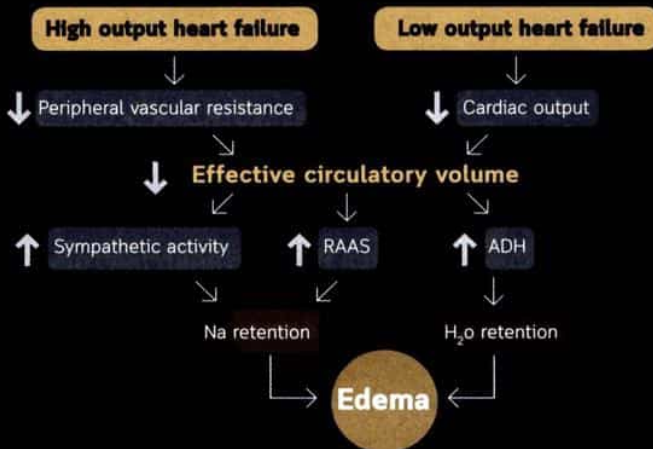 High output heart failure
Low output heart failure
Peripheral vascular resistance
Cardiac output
Effective circulatory volume
Sympathetic activity
RAAS
ADH
Na retention
H₂o retention
Edema